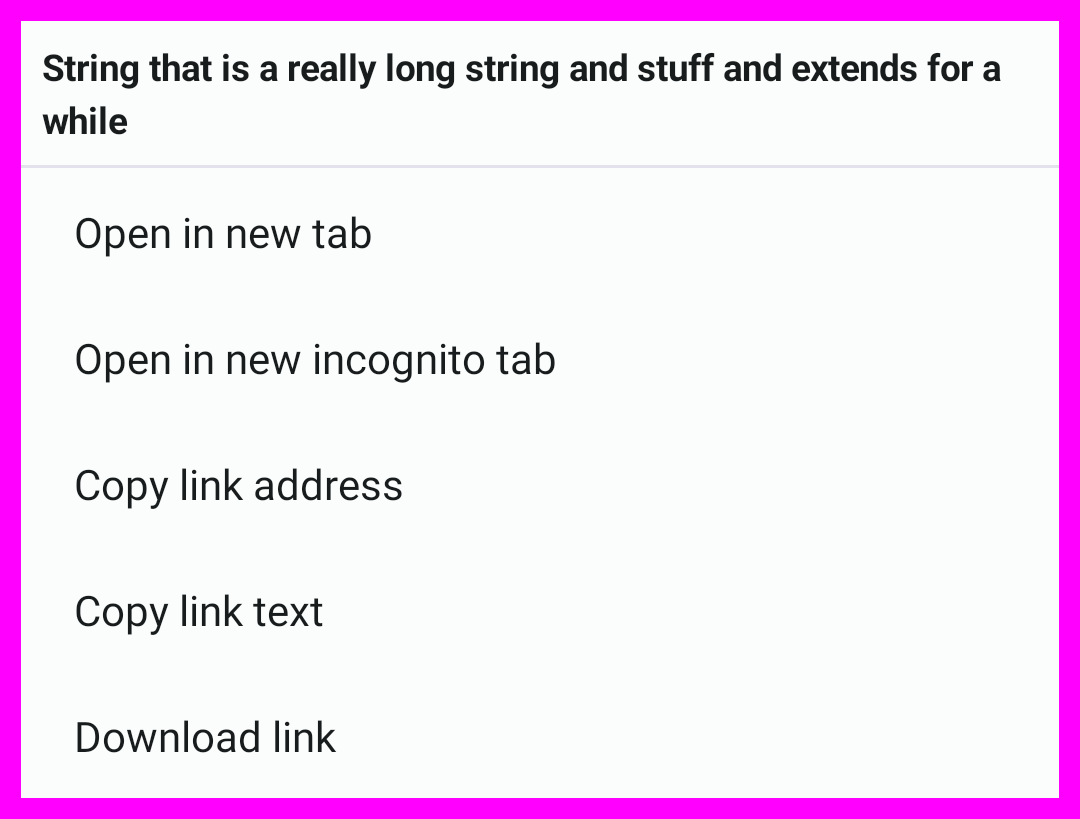 String that is a really long string and stuff and extends for a
while
Open in new tab
Open in new incognito tab
Copy link address
Copy link text
Download link